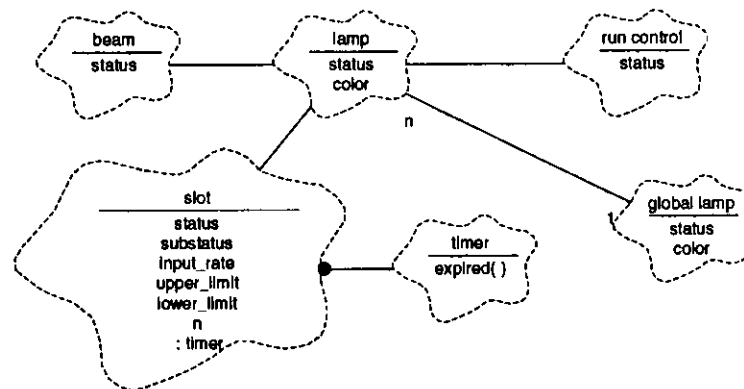 beam
status
lamp
status
color
run control
status
n
slot
status
substatus
input_rate
upper_limit
lower_limit
n
: timer
timer
expired( )
1
global lamp
status
color